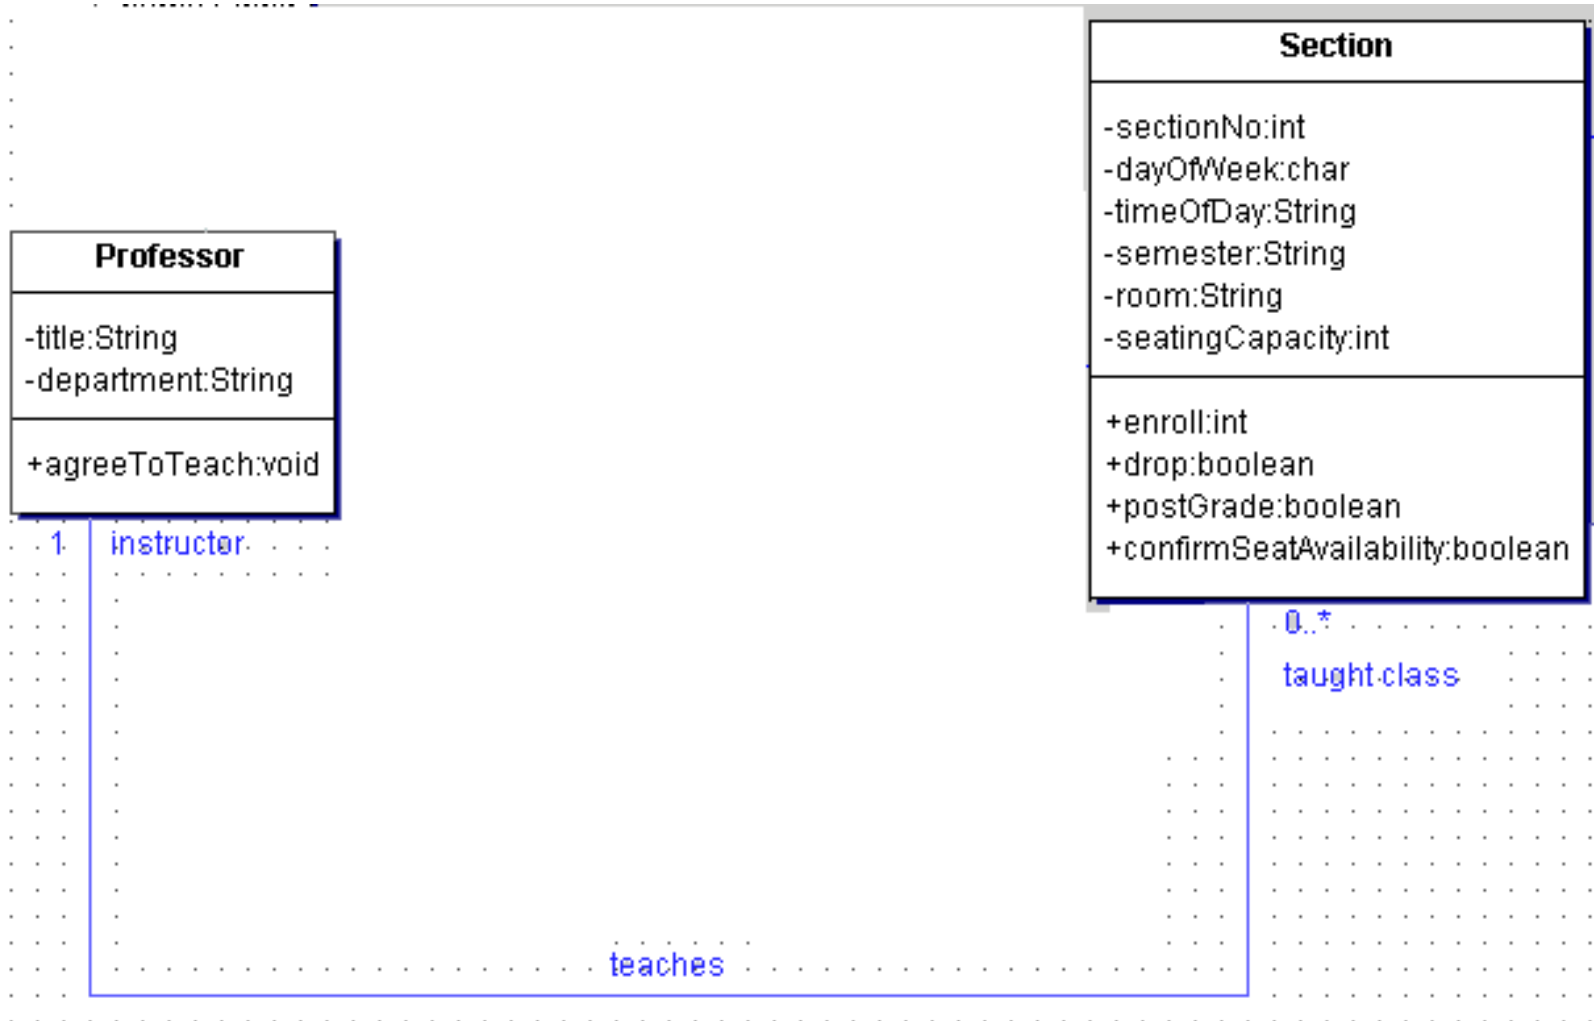 Section
-sectionNo:int
-dayOfWeek:char
-timeOfDay:String
-semester:String
-room:String
-seatingCapacity:int
+enroll:int
+drop:boolean
+postGrade:boolean
+confirmSeatAvailability:boolean
Professor
-title:String
-department:String
+agreeToTeach:void
1 instructor
0..*
taught class
teaches